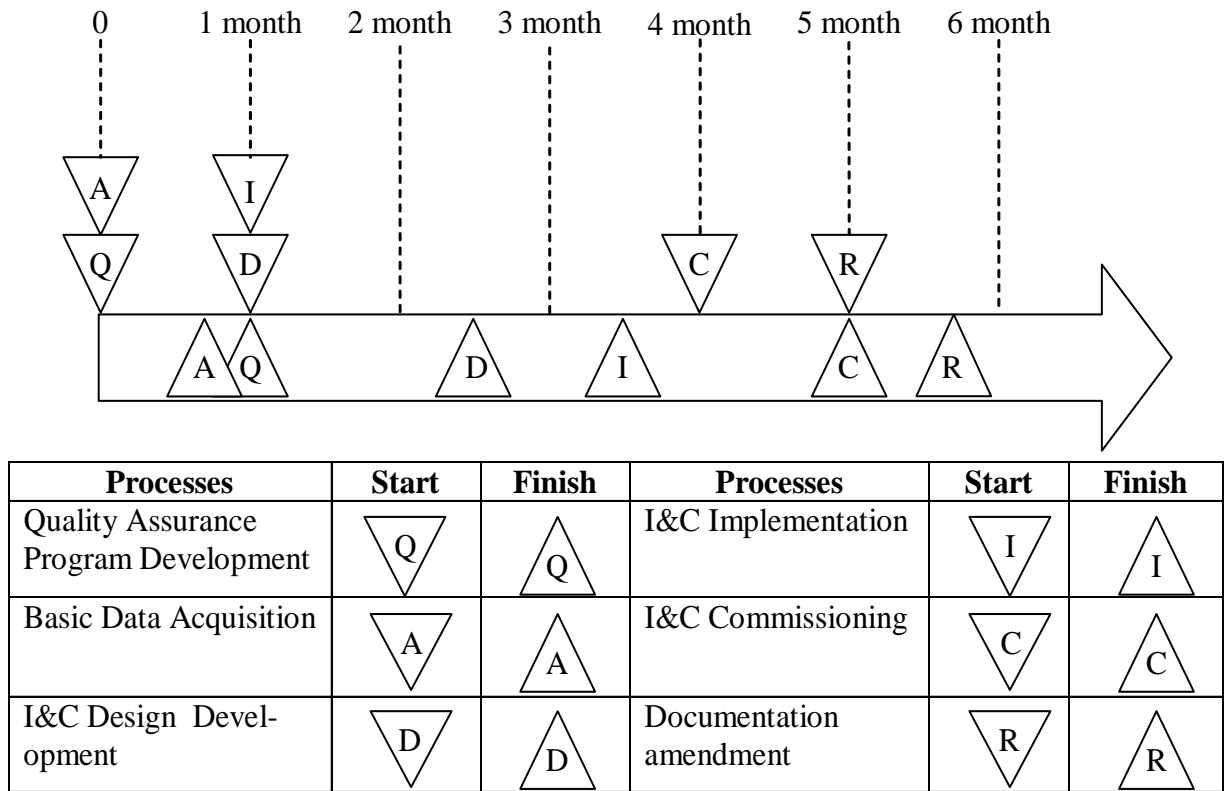 0 1 month 2 month 3 month 4 month 5 month 6 month
A I
Q D C R
A Q D I C R
Processes Start Finish Processes Start Finish
Quality Assurance
Program Development Q Q I&C Implementation I I
Basic Data Acquisition A A I&C Commissioning C C
I&C Design Devel-
opment D D Documentation
amendment R R